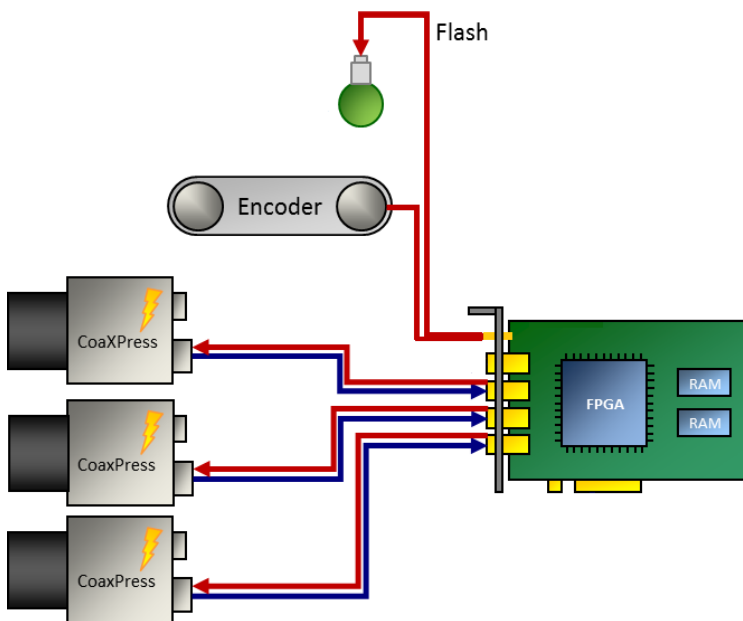 Flash
Encoder
CoaXPress
FPGA
RAM
RAM
CoaxPress
CoaxPress